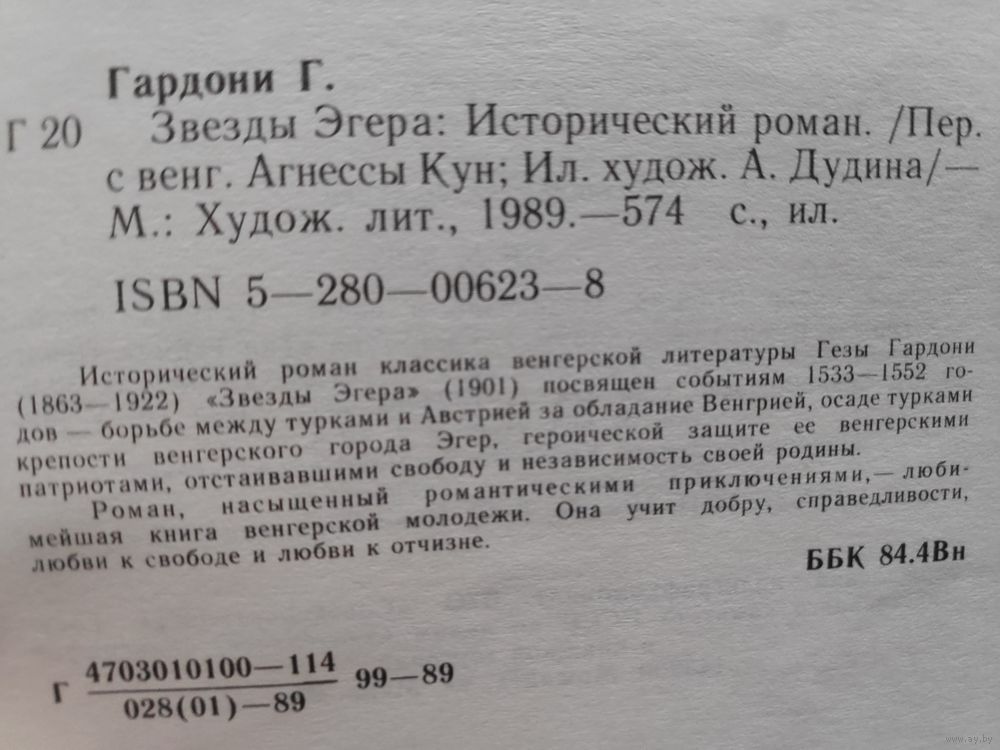 Гардони Г.
Г 20 Звезды Эгера: Исторический роман. /Пер.
с венг. Агнессы Кун; Ил. худож. А. Дудина/—
М.: Худож. лит., 1989.—574 с., ил.
ISBN 5—280—00623—8
Исторический роман классика венгерской литературы Гезы Гардони
(1863—1922) «Звезды Эгера» (1901) посвящен событиям 1533—1552 го-
дов — борьбе между турками и Австрией за обладание Венгрией, осаде турками
крепости венгерского города Эгер, героической защите ее венгерскими
патриотами, отстаивавшими свободу и независимость своей родины.
Роман, насыщенный романтическими приключениями,— люби-
мейшая книга венгерской молодежи. Она учит добру, справедливости,
любви к свободе и любви к отчизне.
ББК 84.4Вн
Г 4703010100—114 99—89
028(01)—89
www.ay.by